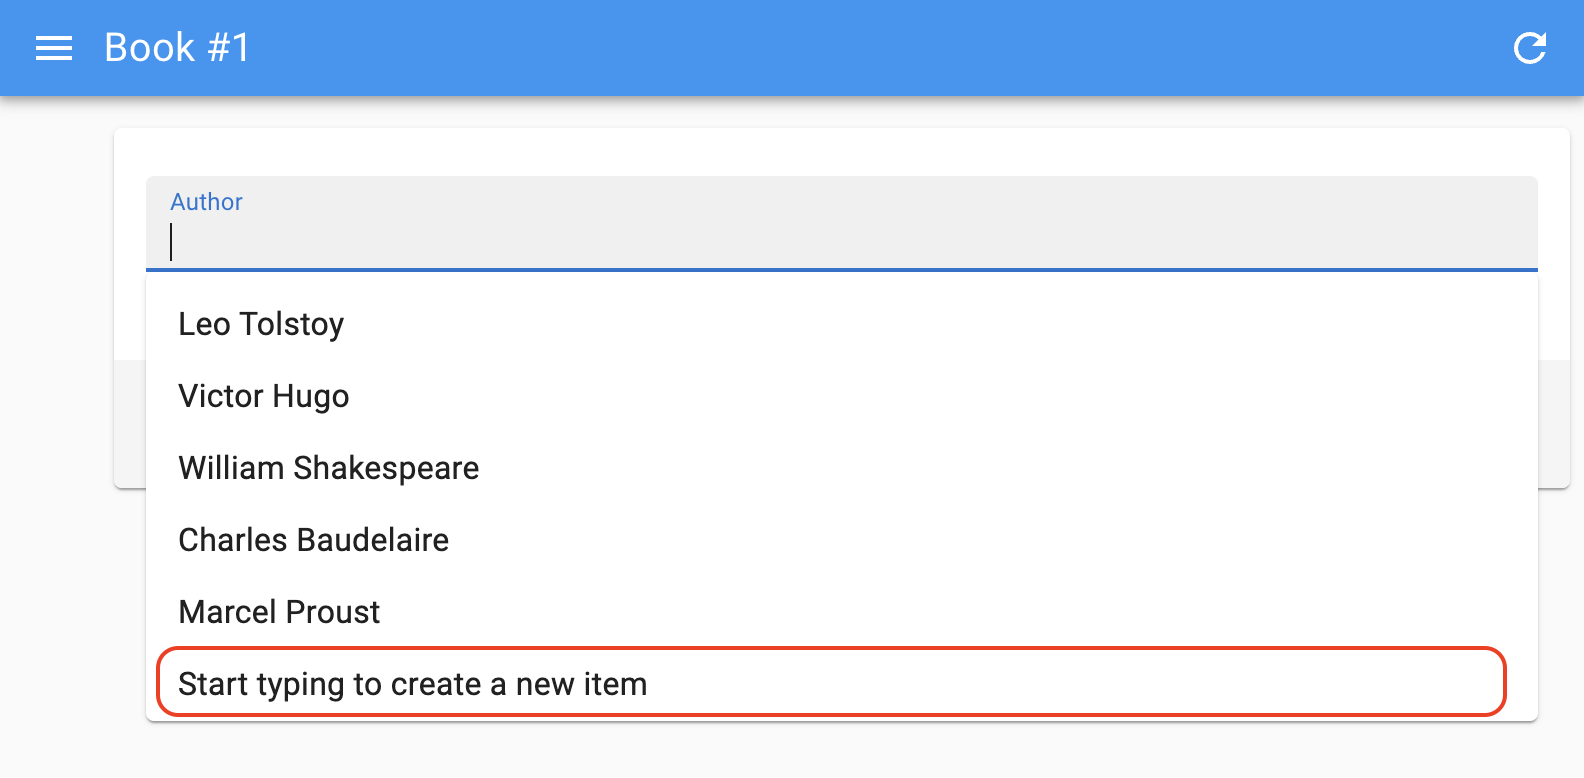 Book #1
Author
Leo Tolstoy
Victor Hugo
William Shakespeare
Charles Baudelaire
Marcel Proust
Start typing to create a new item